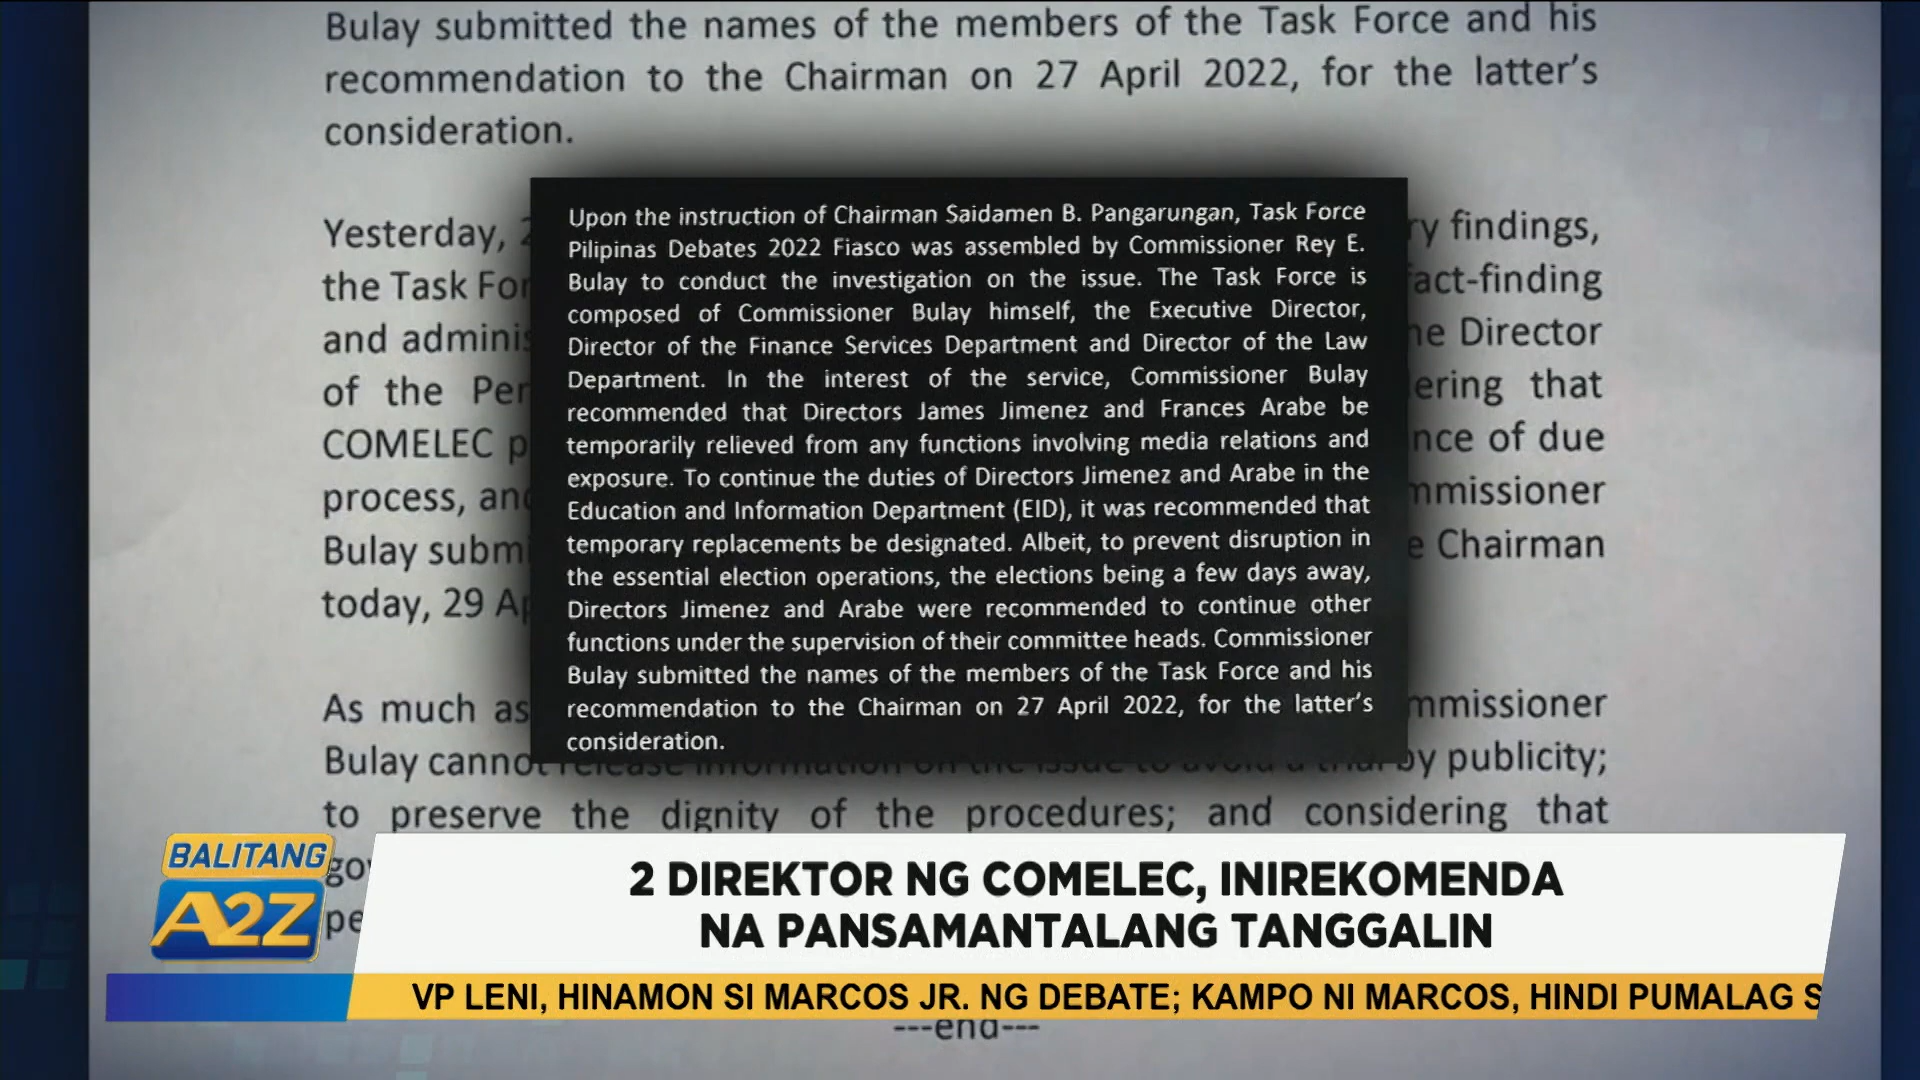 Bulay submitted the names of the members of the Task Force and his
recommendation to the Chairman on 27 April 2022, for the latter's
consideration.
Yesterday, ry findings,
the Task For act-finding
and adminis he Director
of the Per ering that
COMELEC p nce of due
process, and mmissioner
Bulay submi e Chairman
today, 29 Ap
As much as mmissioner
Bulay cannot release information on the issue to avoid a trial by publicity;
to preserve the dignity of the procedures; and considering that
Upon the instruction of Chairman Saidamen B. Pangarungan, Task Force
Pilipinas Debates 2022 Fiasco was assembled by Commissioner Rey E.
Bulay to conduct the investigation on the issue. The Task Force is
composed of Commissioner Bulay himself, the Executive Director,
Director of the Finance Services Department and Director of the Law
Department. In the interest of the service, Commissioner Bulay
recommended that Directors James Jimenez and Frances Arabe be
temporarily relieved from any functions involving media relations and
exposure. To continue the duties of Directors Jimenez and Arabe in the
Education and Information Department (EID), it was recommended that
temporary replacements be designated. Albeit, to prevent disruption in
the essential election operations, the elections being a few days away,
Directors Jimenez and Arabe were recommended to continue other
functions under the supervision of their committee heads. Commissioner
Bulay submitted the names of the members of the Task Force and his
recommendation to the Chairman on 27 April 2022, for the latter's
consideration.
BALITANG
A2Z
2 DIREKTOR NG COMELEC, INIREKOMENDA
NA PANSAMANTALANG TANGGALIN
VP LENI, HINAMON SI MARCOS JR. NG DEBATE; KAMPO NI MARCOS, HINDI PUMALAG S
---end---